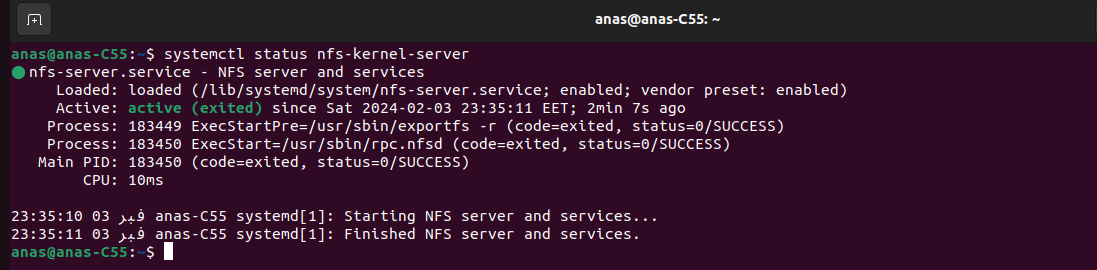 anas@anas-C55: ~
anas@anas-C55:~$ systemctl status nfs-kernel-server
● nfs-server.service - NFS server and services
Loaded: loaded (/lib/systemd/system/nfs-server.service; enabled; vendor preset: enabled)
Active: active (exited) since Sat 2024-02-03 23:35:11 EET; 2min 7s ago
Process: 183449 ExecStartPre=/usr/sbin/exportfs -r (code=exited, status=0/SUCCESS)
Process: 183450 ExecStart=/usr/sbin/rpc.nfsd (code=exited, status=0/SUCCESS)
Main PID: 183450 (code=exited, status=0/SUCCESS)
CPU: 10ms
23:35:10 03 فبر anas-C55 systemd[1]: Starting NFS server and services...
23:35:11 03 فبر anas-C55 systemd[1]: Finished NFS server and services.
anas@anas-C55:~$